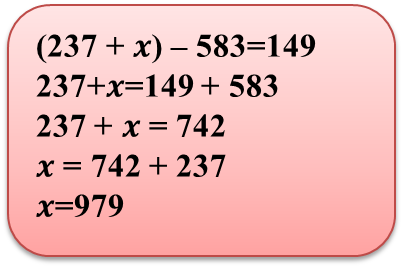 (237 + x) – 583=149
237+x=149 + 583
237 + x = 742
x = 742 + 237
x=979